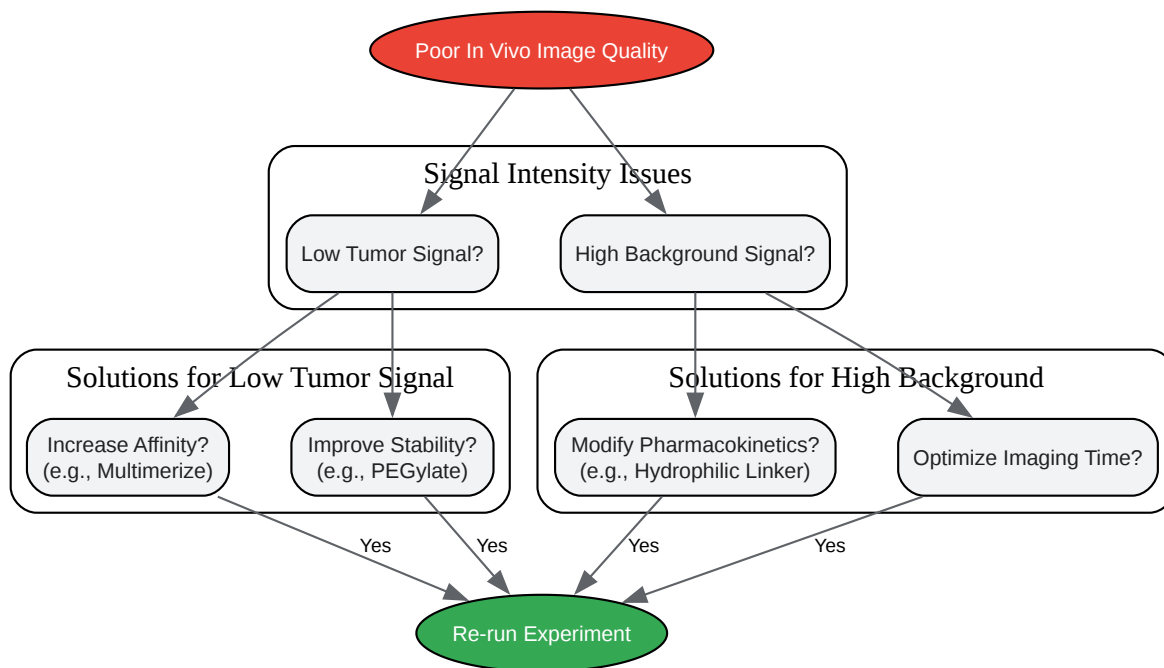 Poor In Vivo Image Quality
Signal Intensity Issues
Low Tumor Signal?
High Background Signal?
Solutions for Low Tumor Signal
Solutions for High Background
Increase Affinity?
(e.g., Multimerize)
Improve Stability?
(e.g., PEGylate)
Modify Pharmacokinetics?
(e.g., Hydrophilic Linker)
Optimize Imaging Time?
Yes
Yes
Yes
Yes
Re-run Experiment